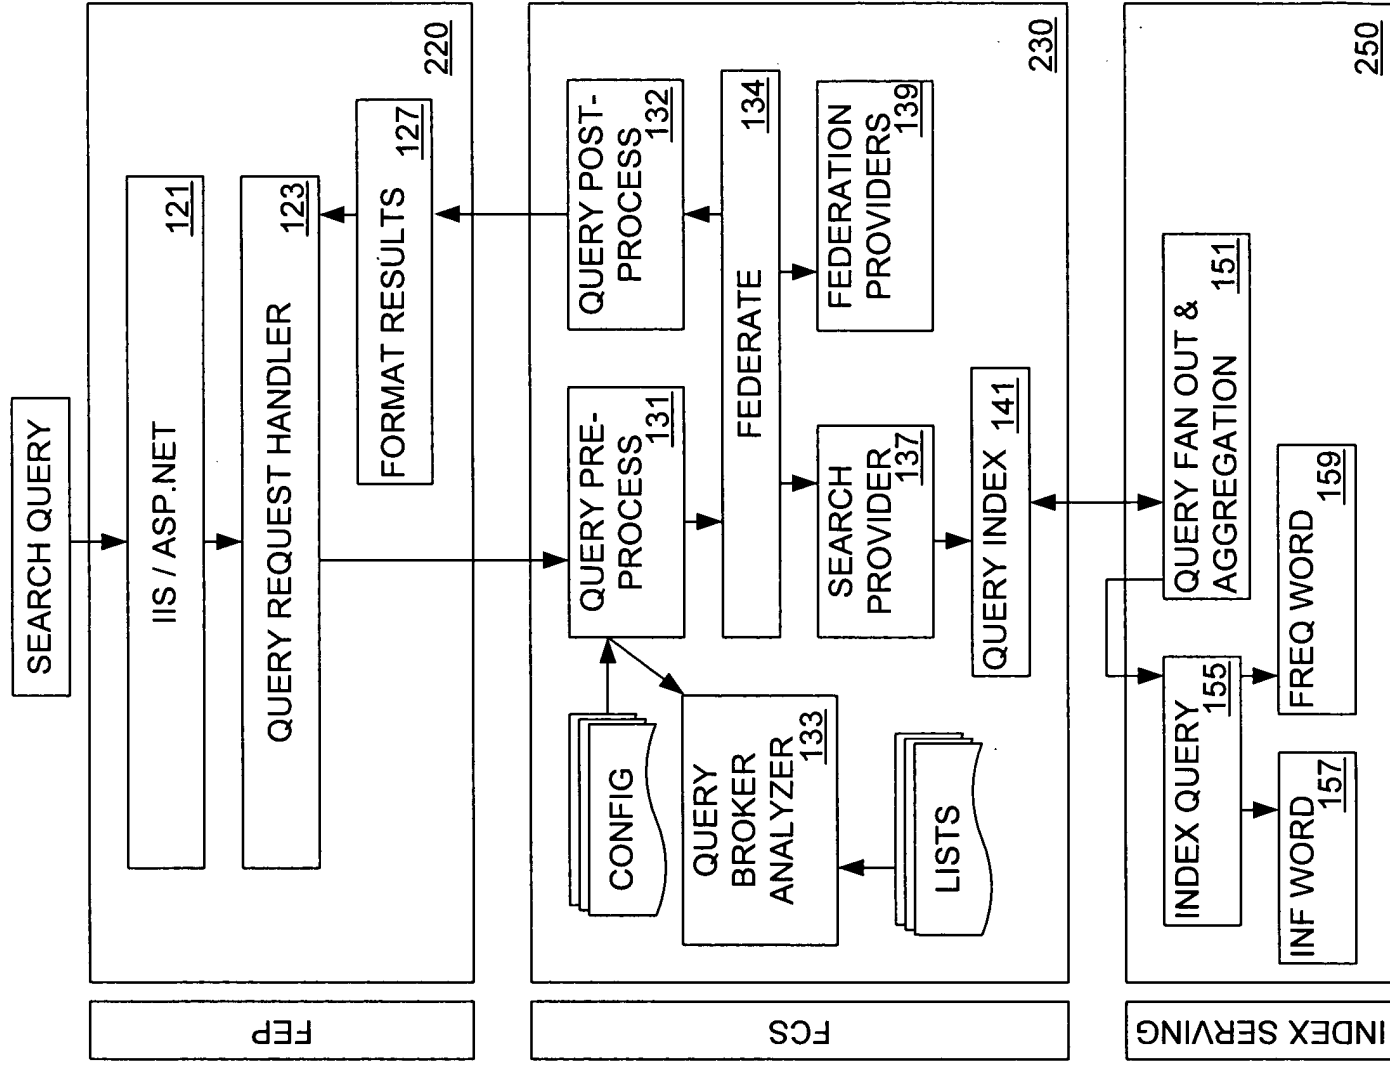 SEARCH QUERY
FEP
220
IIS / ASP.NET
121
QUERY REQUEST HANDLER
123
FORMAT RESULTS
127
FCS
230
CONFIG
QUERY PRE-
PROCESS
131
QUERY POST-
PROCESS
132
QUERY
BROKER
ANALYZER
133
FEDERATE
134
LISTS
SEARCH
PROVIDER
137
FEDERATION
PROVIDERS
139
QUERY INDEX
141
INDEX SERVING
250
INDEX QUERY
155
QUERY FAN OUT &
AGGREGATION
151
INF WORD
157
FREQ WORD
159